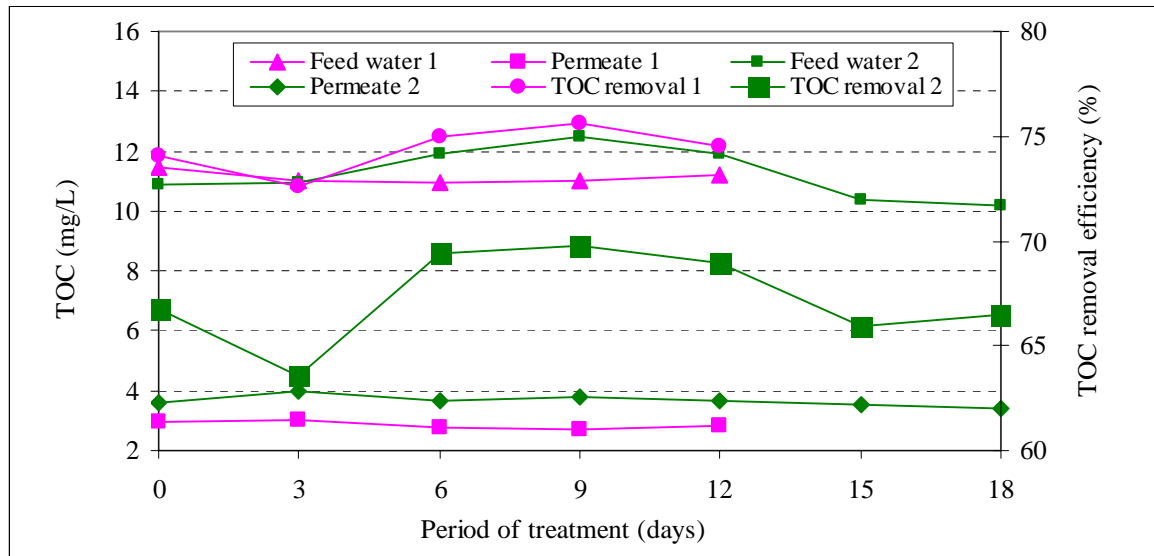 16
14
12
10
8
6
4
2
TOC (mg/L)
Feed water 1
Permeate 1
Feed water 2
Permeate 2
TOC removal 1
TOC removal 2
80
75
70
65
60
TOC removal efficiency (%)
0 3 6 9 12 15 18
Period of treatment (days)